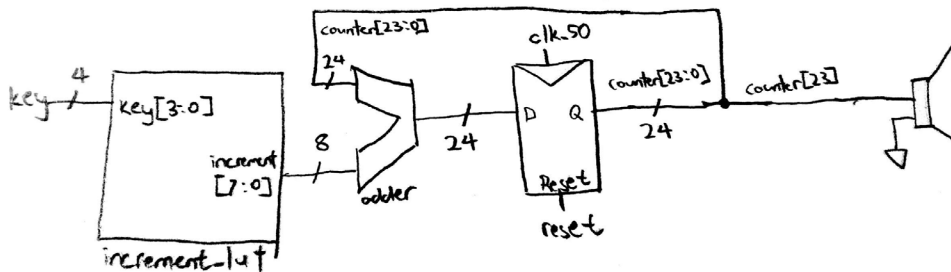 key
4
key[3:0]
increment
[7:0]
increment_lut
8
counter[23:0]
24
adder
24
clk_50
D
Q
Reset
reset
counter[23:0]
24
counter[23]